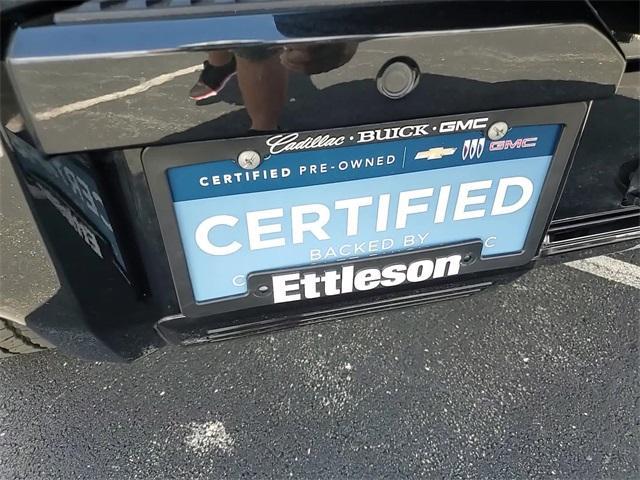 Cadillac · BUICK · GMC
CERTIFIED PRE-OWNED | GMC
CERTIFIED
BACKED BY
C
Ettleson